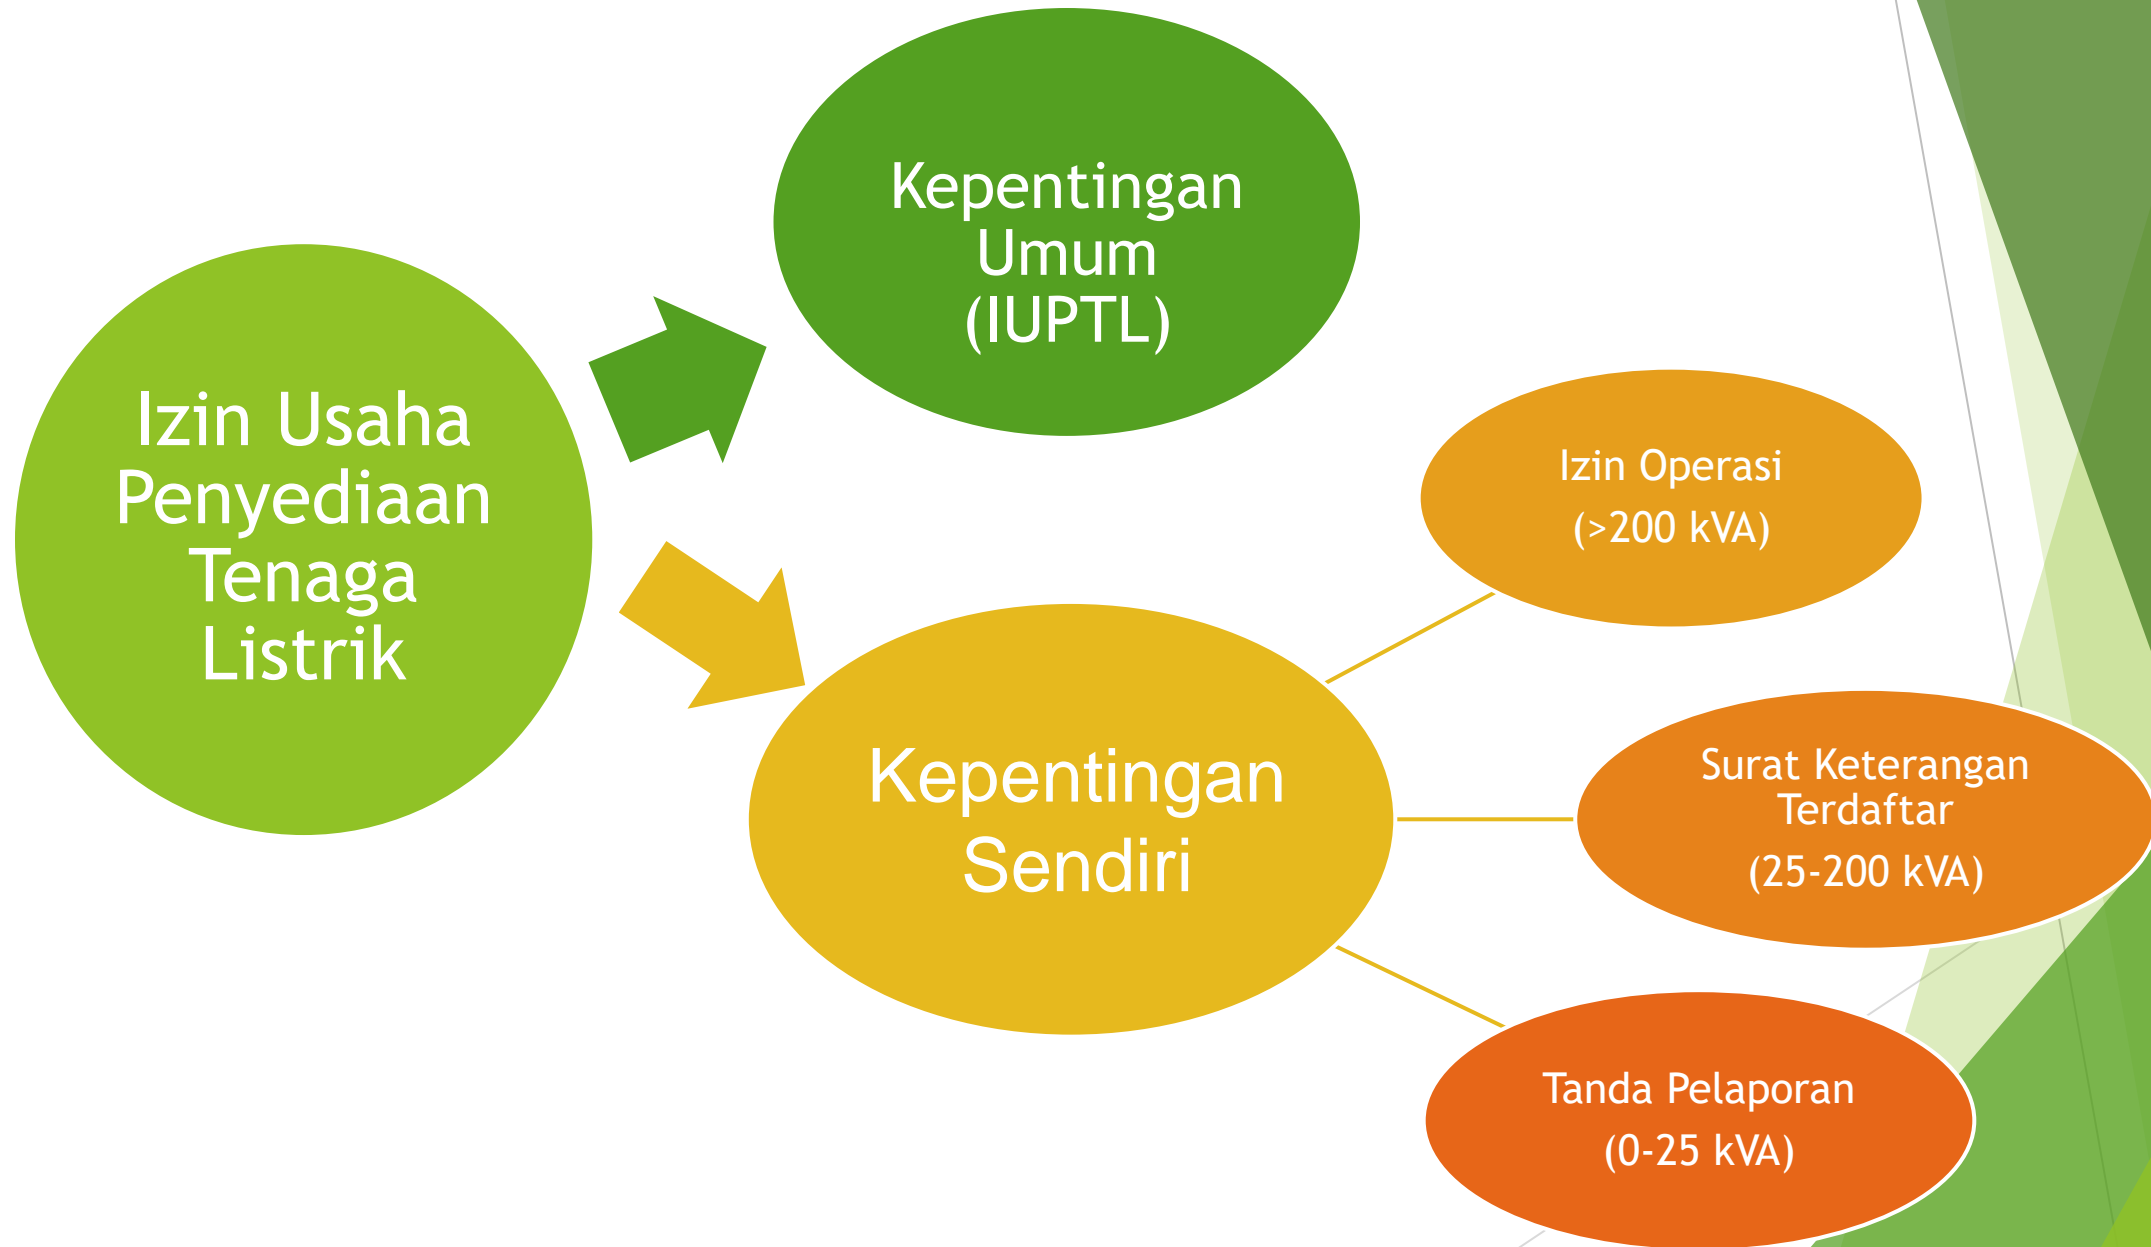 Izin Usaha
Penyediaan
Tenaga
Listrik
Kepentingan
Umum
(IUPTL)
Kepentingan
Sendiri
Izin Operasi
(>200 kVA)
Surat Keterangan
Terdaftar
(25-200 kVA)
Tanda Pelaporan
(0-25 kVA)